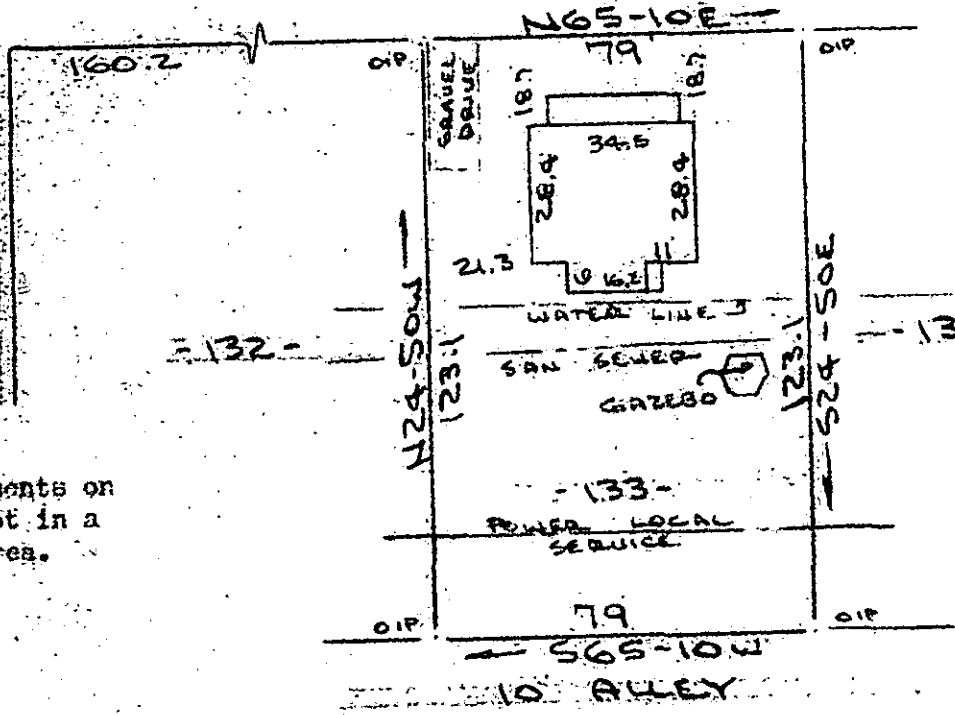 N65-10E
160.2
OIP
79'
OIP
GRAVEL
DRIVE
18.7
18.7
34.5
28.4
28.4
21.3
6
16.2
11
WATER LINE
N24-50W
123.1
- 132 -
SAN SEWER
GAZEBO
123.1
S24-50E
- 13
- 133 -
POWER LOCAL
SERVICE
ments on
t in a
rea.
OIP
79
OIP
S65-10W
10' ALLEY